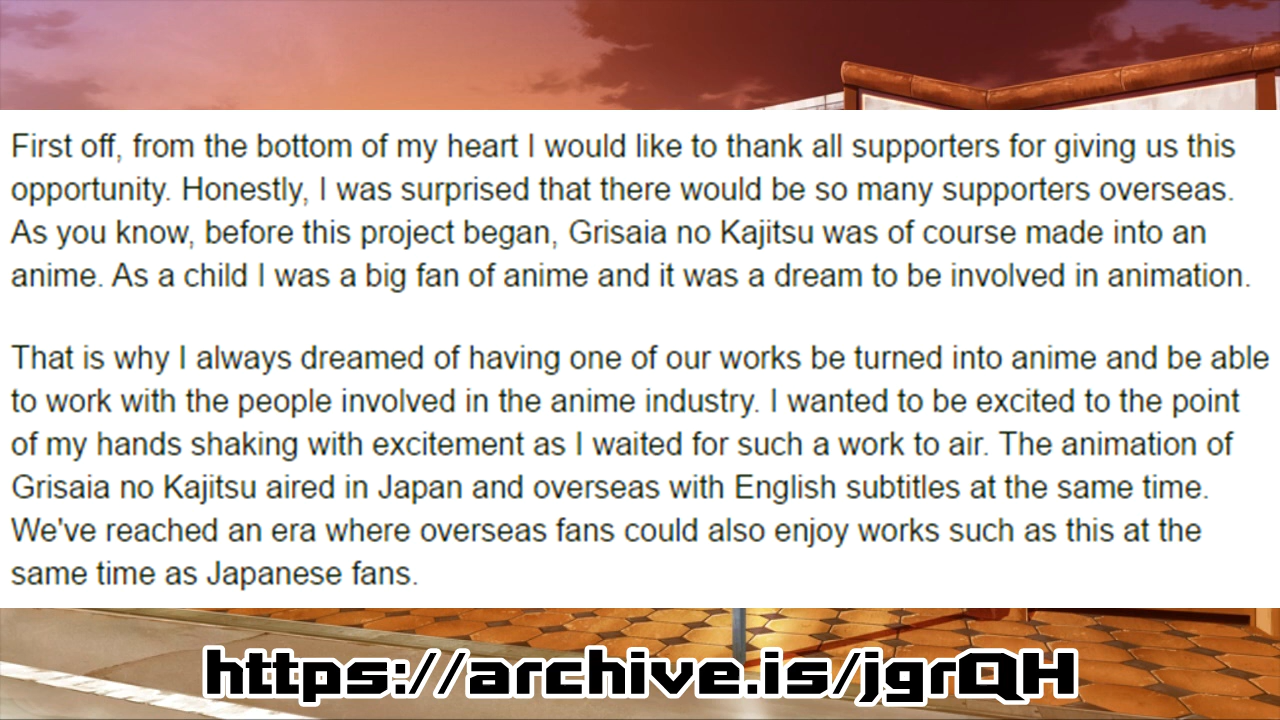 First off, from the bottom of my heart I would like to thank all supporters for giving us this
opportunity. Honestly, I was surprised that there would be so many supporters overseas.
As you know, before this project began, Grisaia no Kajitsu was of course made into an
anime. As a child I was a big fan of anime and it was a dream to be involved in animation.
That is why I always dreamed of having one of our works be turned into anime and be able
to work with the people involved in the anime industry. I wanted to be excited to the point
of my hands shaking with excitement as I waited for such a work to air. The animation of
Grisaia no Kajitsu aired in Japan and overseas with English subtitles at the same time.
We've reached an era where overseas fans could also enjoy works such as this at the
same time as Japanese fans.
https://archive.is/jgrQH